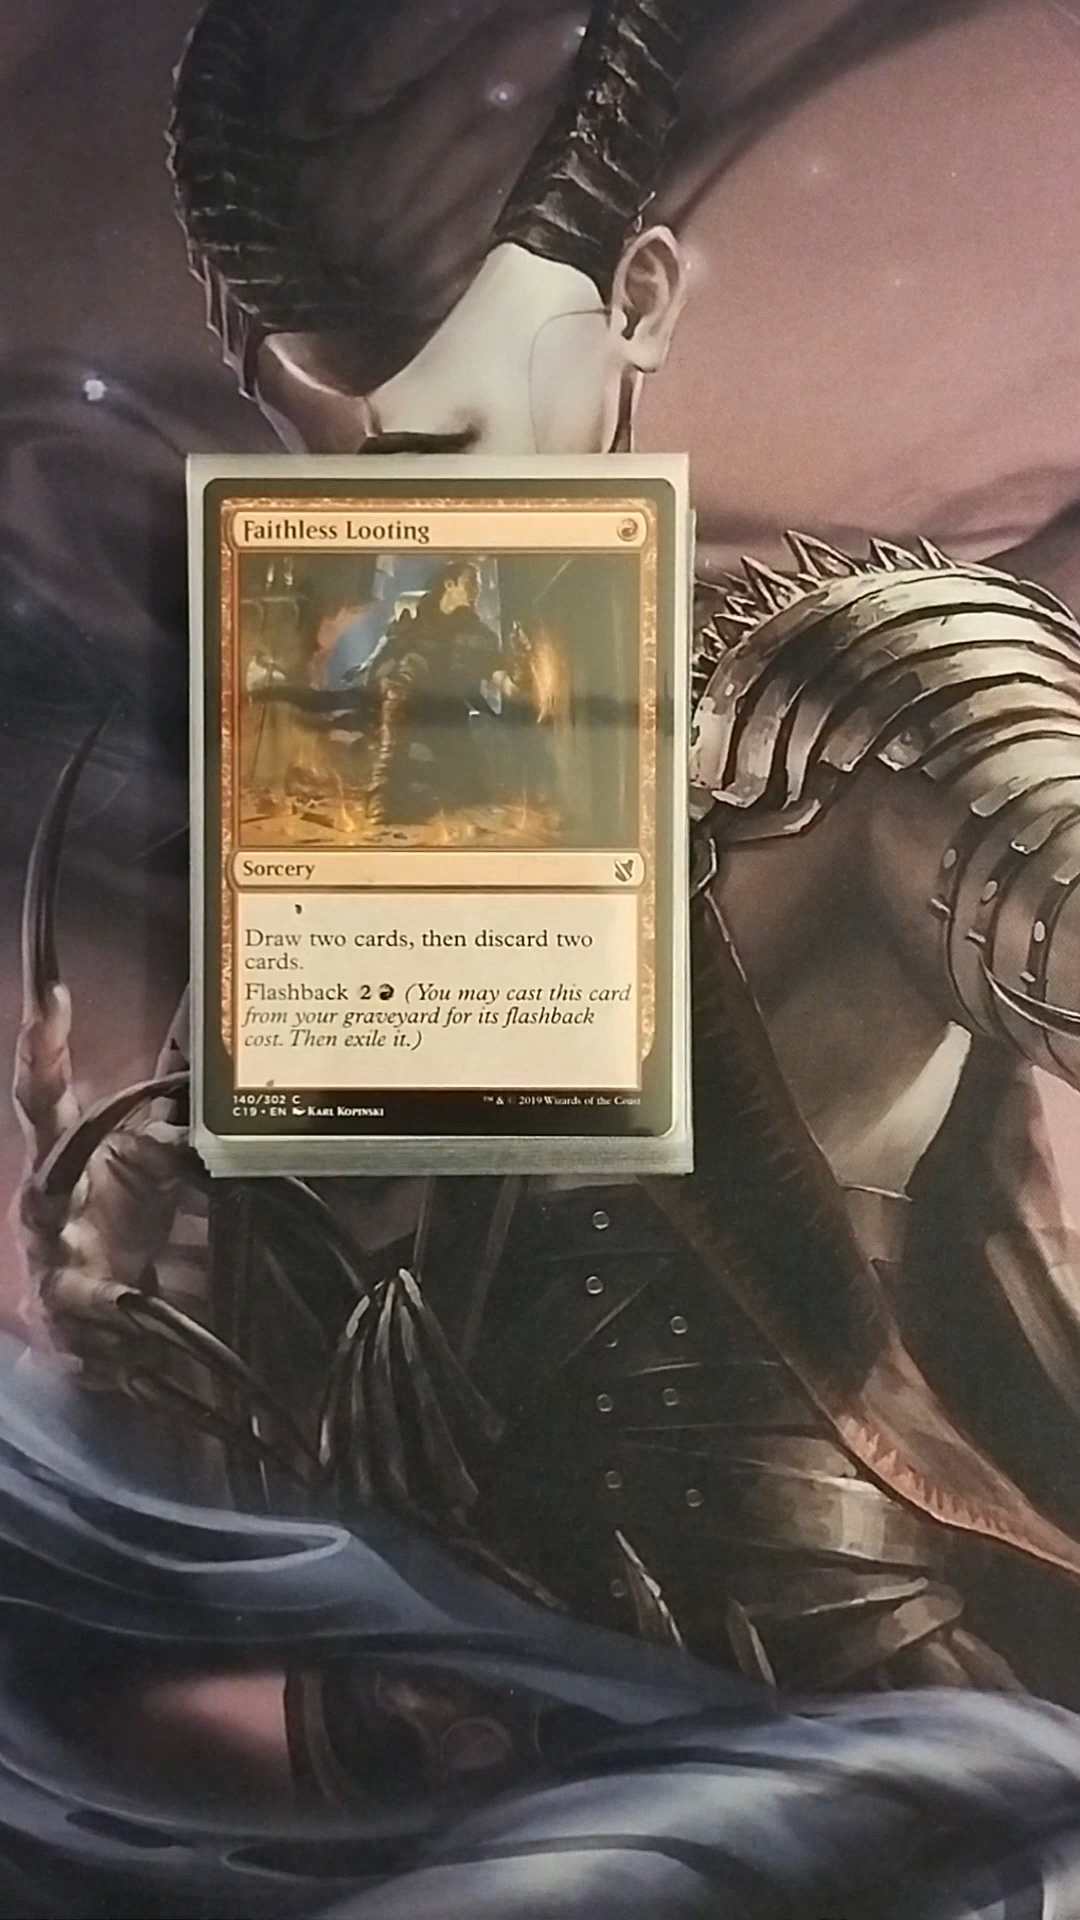 Faithless Looting
Sorcery
Draw two cards, then discard two
cards.
Flashback 2 (You may cast this card
from your graveyard for its flashback
cost. Then exile it.)
140/302 C
C19 • EN Karl Kopinski
™ & © 2019 Wizards of the Coast